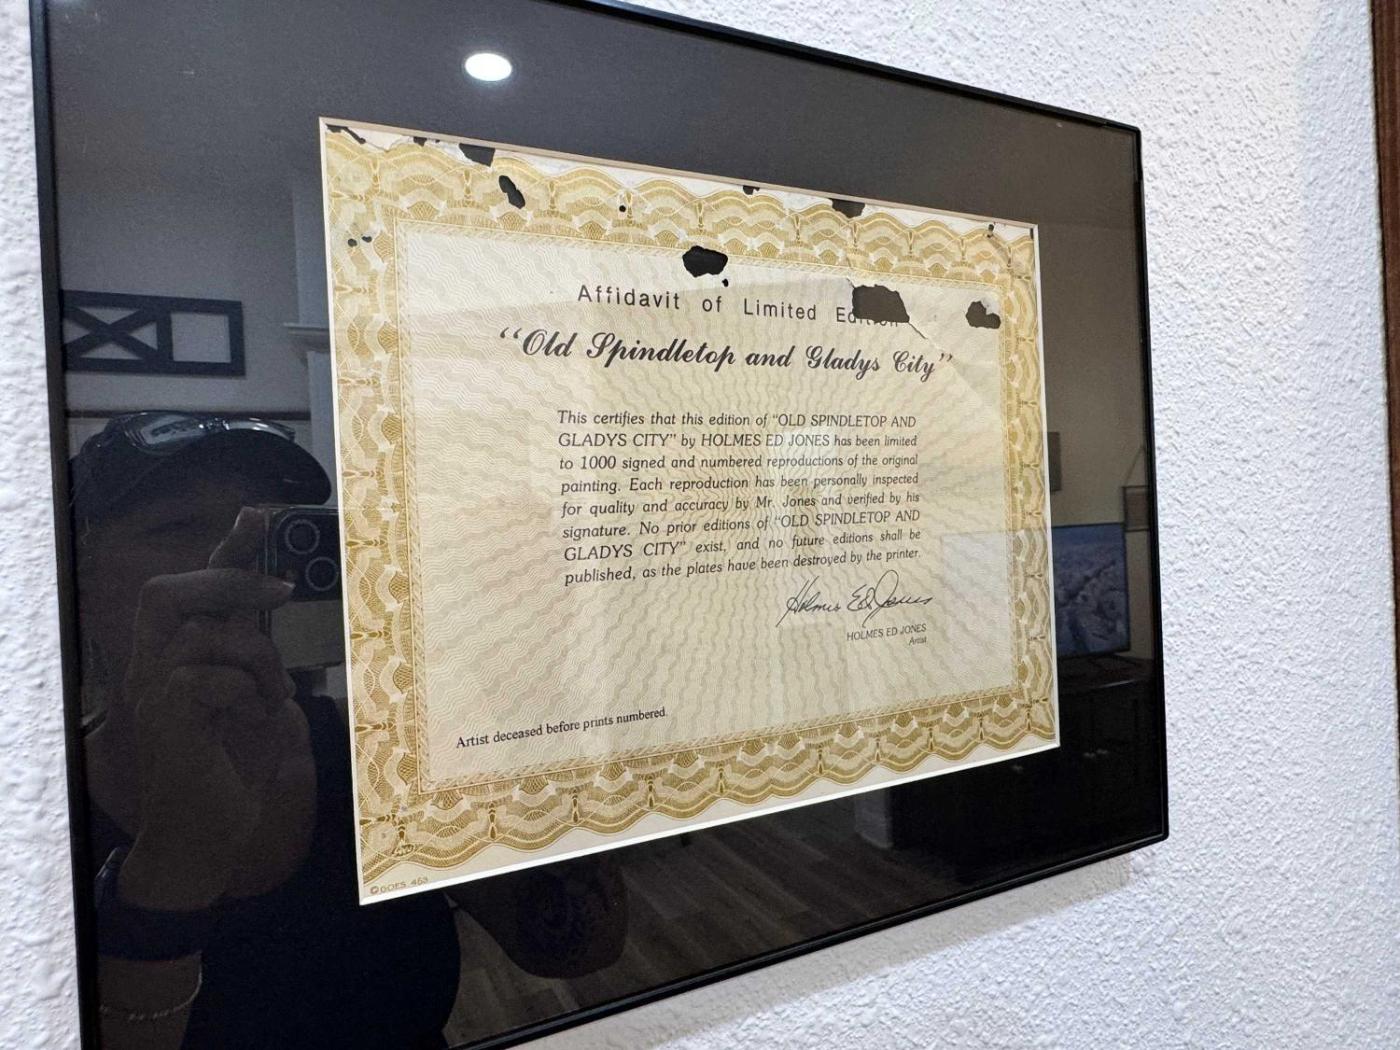 Affidavit of Limited Edition
“Old Spindletop and Gladys City”
This certifies that this edition of “OLD SPINDLETOP AND
GLADYS CITY” by HOLMES ED JONES has been limited
to 1000 signed and numbered reproductions of the original
painting. Each reproduction has been personally inspected
for quality and accuracy by Mr. Jones and verified by his
signature. No prior editions of “OLD SPINDLETOP AND
GLADYS CITY” exist, and no future editions shall be
published, as the plates have been destroyed by the printer.
Holmes Ed Jones
HOLMES ED JONES
Artist
Artist deceased before prints numbered.
© GOES 453